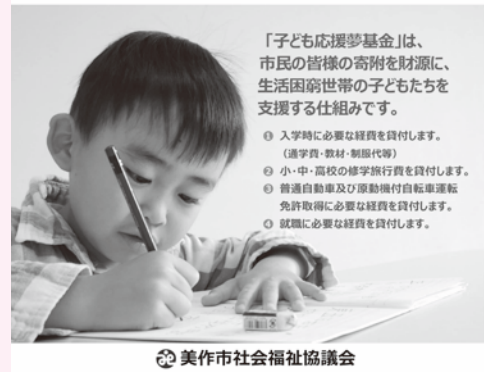 「子ども応援夢基金」は、
市民の皆様の寄附を財源に、
生活困窮世帯の子どもたちを
支援する仕組みです。
❶ 入学時に必要な経費を貸付します。
（通学費・教材・制服代等）
❷ 小・中・高校の修学旅行費を貸付します。
❸ 普通自動車及び原動機付自転車運転
免許取得に必要な経費を貸付します。
❹ 就職に必要な経費を貸付します。
美作市社会福祉協議会